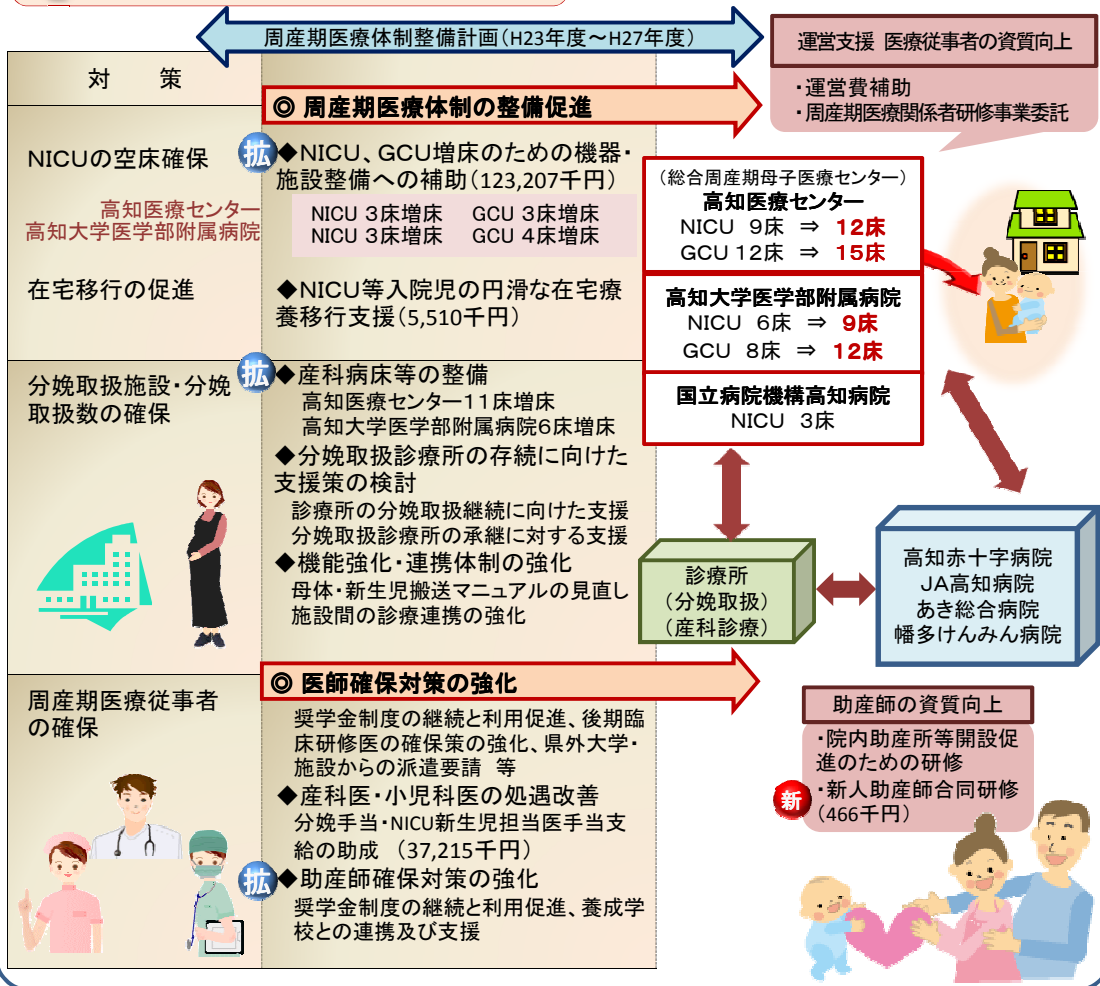 周産期医療体制整備計画(H23年度～H27年度)
対　策
◎ 周産期医療体制の整備促進
NICUの空床確保
高知医療センター
高知大学医学部附属病院
拡
◆NICU、GCU増床のための機器・
施設整備への補助(123,207千円)
NICU 3床増床　GCU 3床増床
NICU 3床増床　GCU 4床増床
在宅移行の促進
◆NICU等入院児の円滑な在宅療
養移行支援(5,510千円)
分娩取扱施設・分娩
取扱数の確保
拡
◆産科病床等の整備
高知医療センター11床増床
高知大学医学部附属病院6床増床
◆分娩取扱診療所の存続に向けた
支援策の検討
診療所の分娩取扱継続に向けた支援
分娩取扱診療所の承継に対する支援
◆機能強化・連携体制の強化
母体・新生児搬送マニュアルの見直し
施設間の診療連携の強化
◎ 医師確保対策の強化
周産期医療従事者
の確保
奨学金制度の継続と利用促進、後期臨
床研修医の確保策の強化、県外大学・
施設からの派遣要請 等
◆産科医・小児科医の処遇改善
分娩手当・NICU新生児担当医手当支
給の助成 (37,215千円)
拡
◆助産師確保対策の強化
奨学金制度の継続と利用促進、養成学
校との連携及び支援
運営支援 医療従事者の資質向上
・運営費補助
・周産期医療関係者研修事業委託
(総合周産期母子医療センター)
高知医療センター
NICU 9床 ⇒ 12床
GCU 12床 ⇒ 15床
高知大学医学部附属病院
NICU 6床 ⇒ 9床
GCU 8床 ⇒ 12床
国立病院機構高知病院
NICU 3床
診療所
(分娩取扱)
(産科診療)
高知赤十字病院
JA高知病院
あき総合病院
幡多けんみん病院
助産師の資質向上
・院内助産所等開設促
進のための研修
新
・新人助産師合同研修
(466千円)